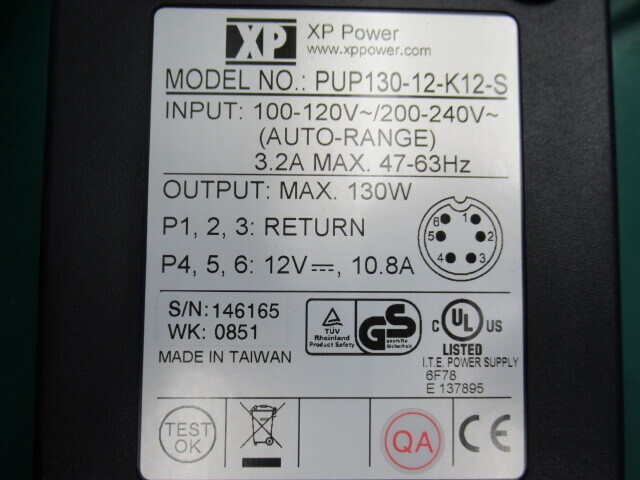 XP
XP Power
www.xppower.com
MODEL NO.: PUP130-12-K12-S
INPUT: 100-120V~/200-240V~
(AUTO-RANGE)
3.2A MAX. 47-63Hz
OUTPUT: MAX. 130W
P1, 2, 3: RETURN
P4, 5, 6: 12V⎓, 10.8A
6 1
5 2
4 3
S/N: 146165
WK: 0851
MADE IN TAIWAN
TÜV
Rheinland
Product Safety
GS
geprüfte
Sicherheit
C UL US
LISTED
I.T.E. POWER SUPPLY
6F78
E 137895
TEST
OK
QA
CE